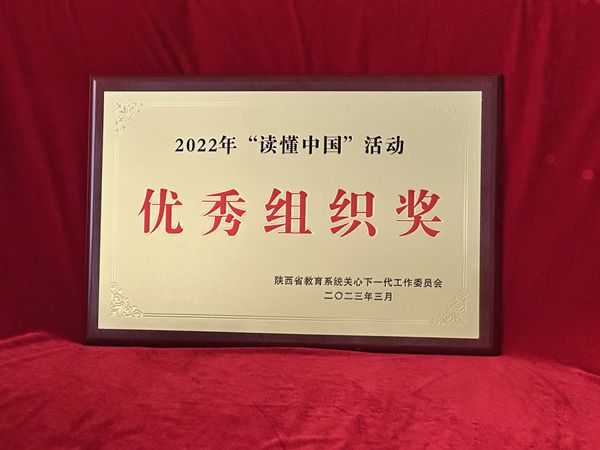 2022年“读懂中国”活动
优秀组织奖
陕西省教育系统关心下一代工作委员会
二〇二三年三月